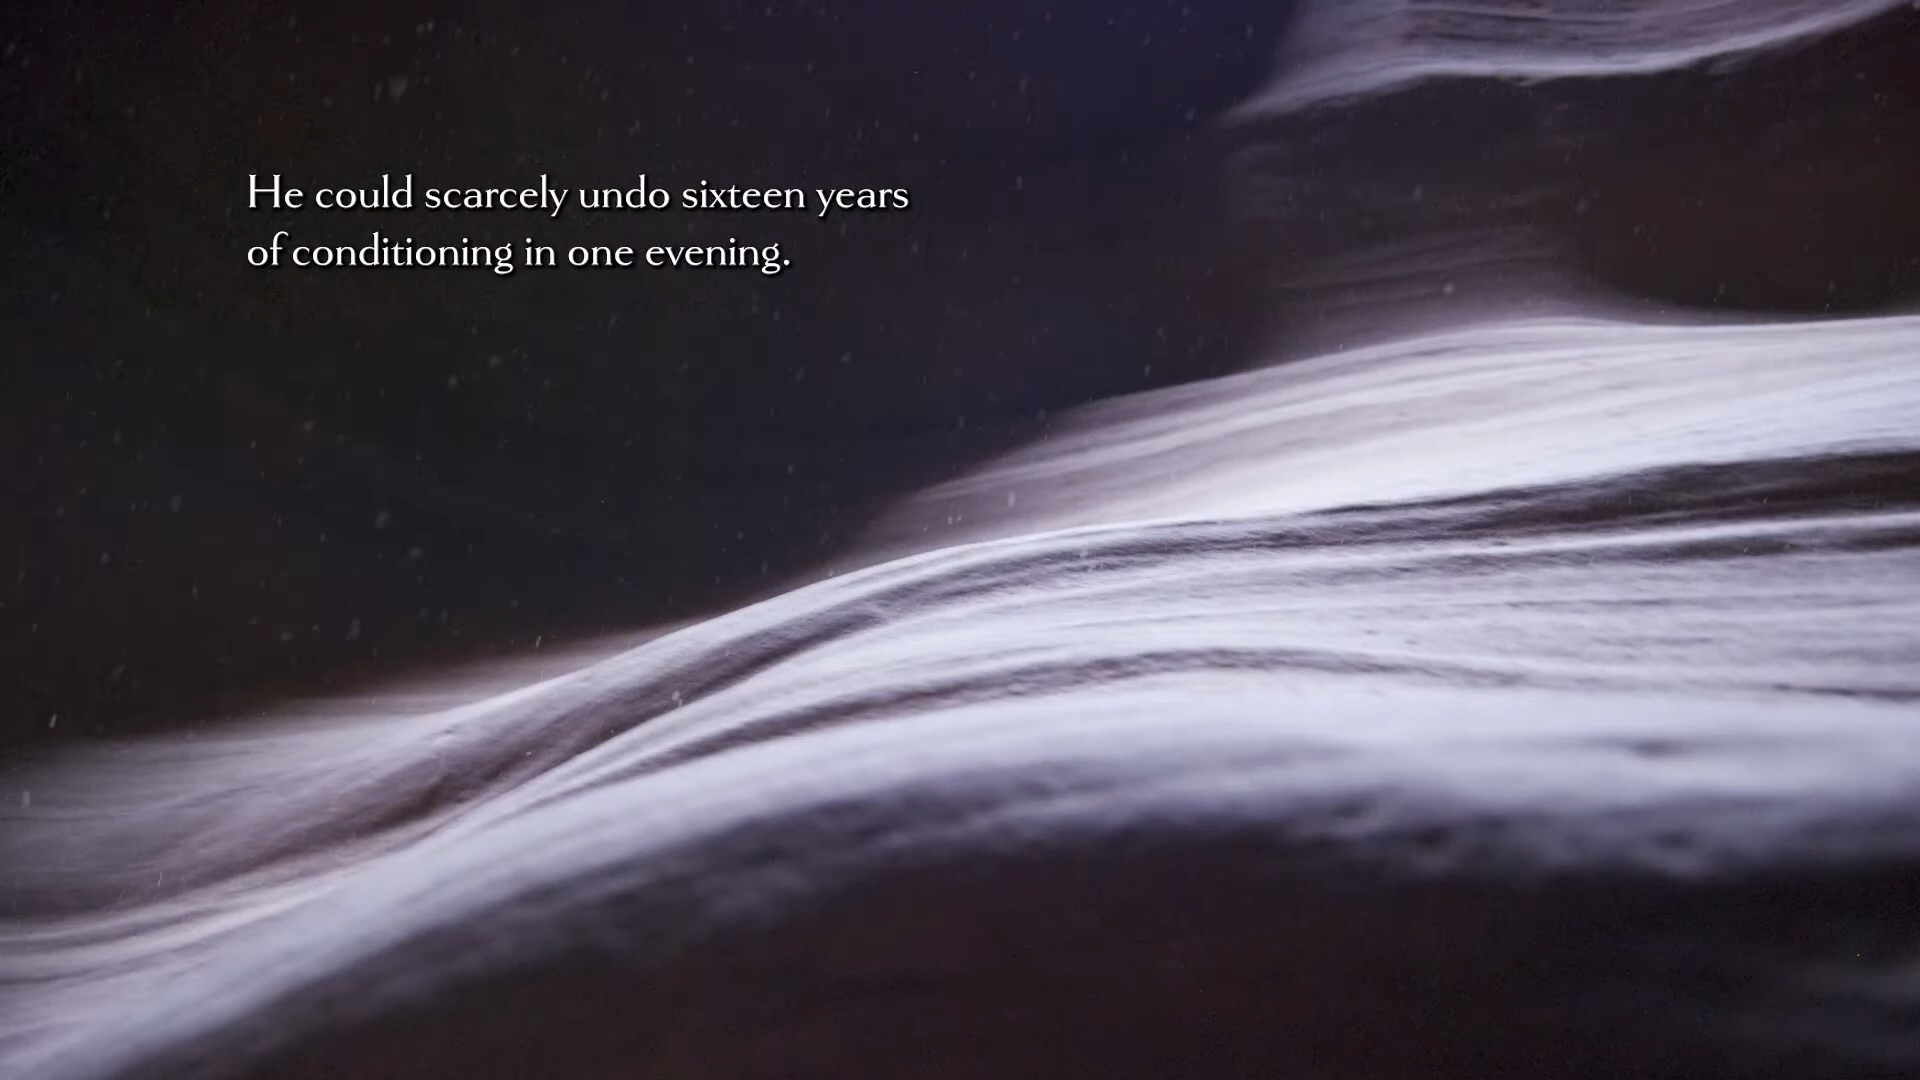 He could scarcely undo sixteen years
of conditioning in one evening.